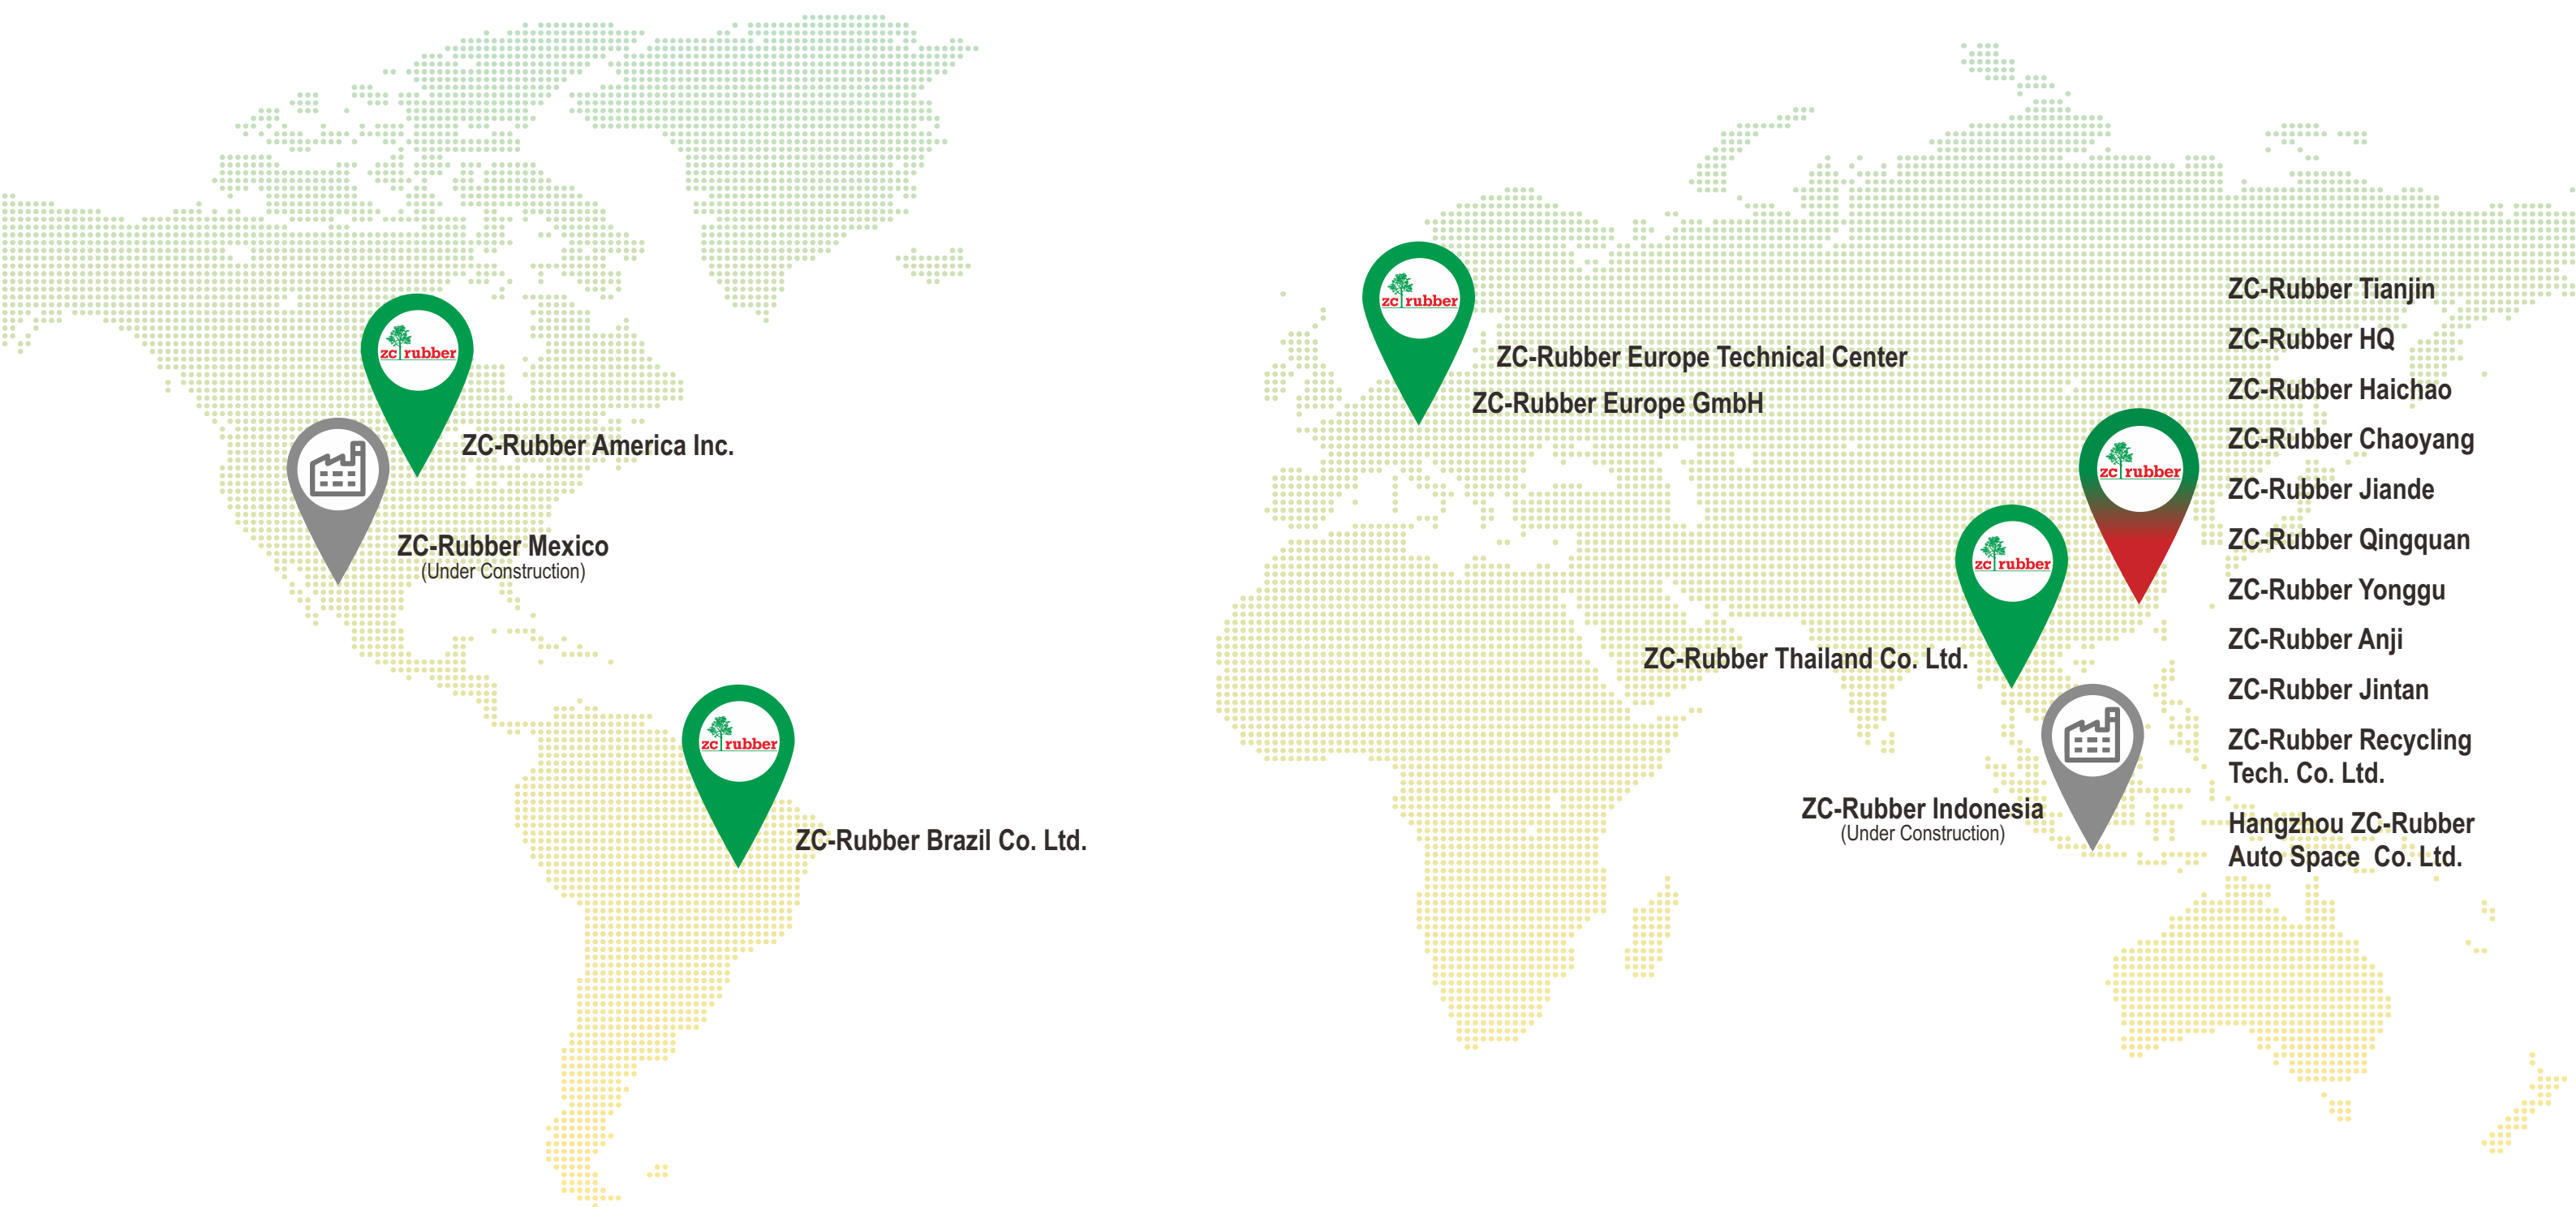 zc rubber
ZC-Rubber America Inc.
ZC-Rubber Mexico
(Under Construction)
zc rubber
ZC-Rubber Brazil Co. Ltd.
zc rubber
ZC-Rubber Europe Technical Center
ZC-Rubber Europe GmbH
zc rubber
ZC-Rubber Thailand Co. Ltd.
ZC-Rubber Indonesia
(Under Construction)
zc rubber
ZC-Rubber Tianjin
ZC-Rubber HQ
ZC-Rubber Haichao
ZC-Rubber Chaoyang
ZC-Rubber Jiande
ZC-Rubber Qingquan
ZC-Rubber Yonggu
ZC-Rubber Anji
ZC-Rubber Jintan
ZC-Rubber Recycling
Tech. Co. Ltd.
Hangzhou ZC-Rubber
Auto Space Co. Ltd.